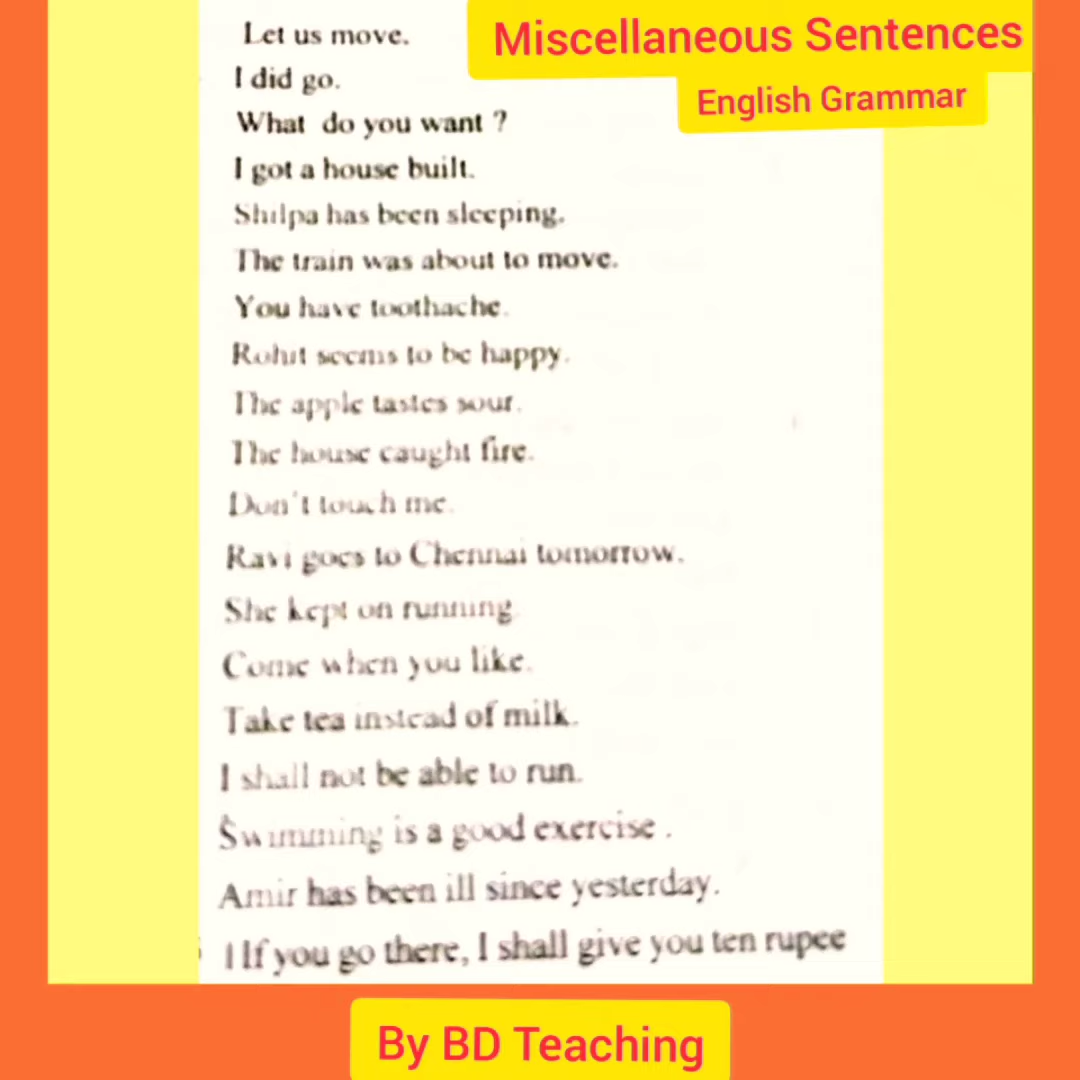 Miscellaneous Sentences
English Grammar
Let us move.
I did go.
What do you want ?
I got a house built.
Shilpa has been sleeping.
The train was about to move.
You have toothache.
Rohit seems to be happy.
The apple tastes sour.
The house caught fire.
Don't touch me.
Ravi goes to Chennai tomorrow.
She kept on running.
Come when you like.
Take tea instead of milk.
I shall not be able to run.
Swimming is a good exercise .
Amir has been ill since yesterday.
If you go there, I shall give you ten rupee
By BD Teaching